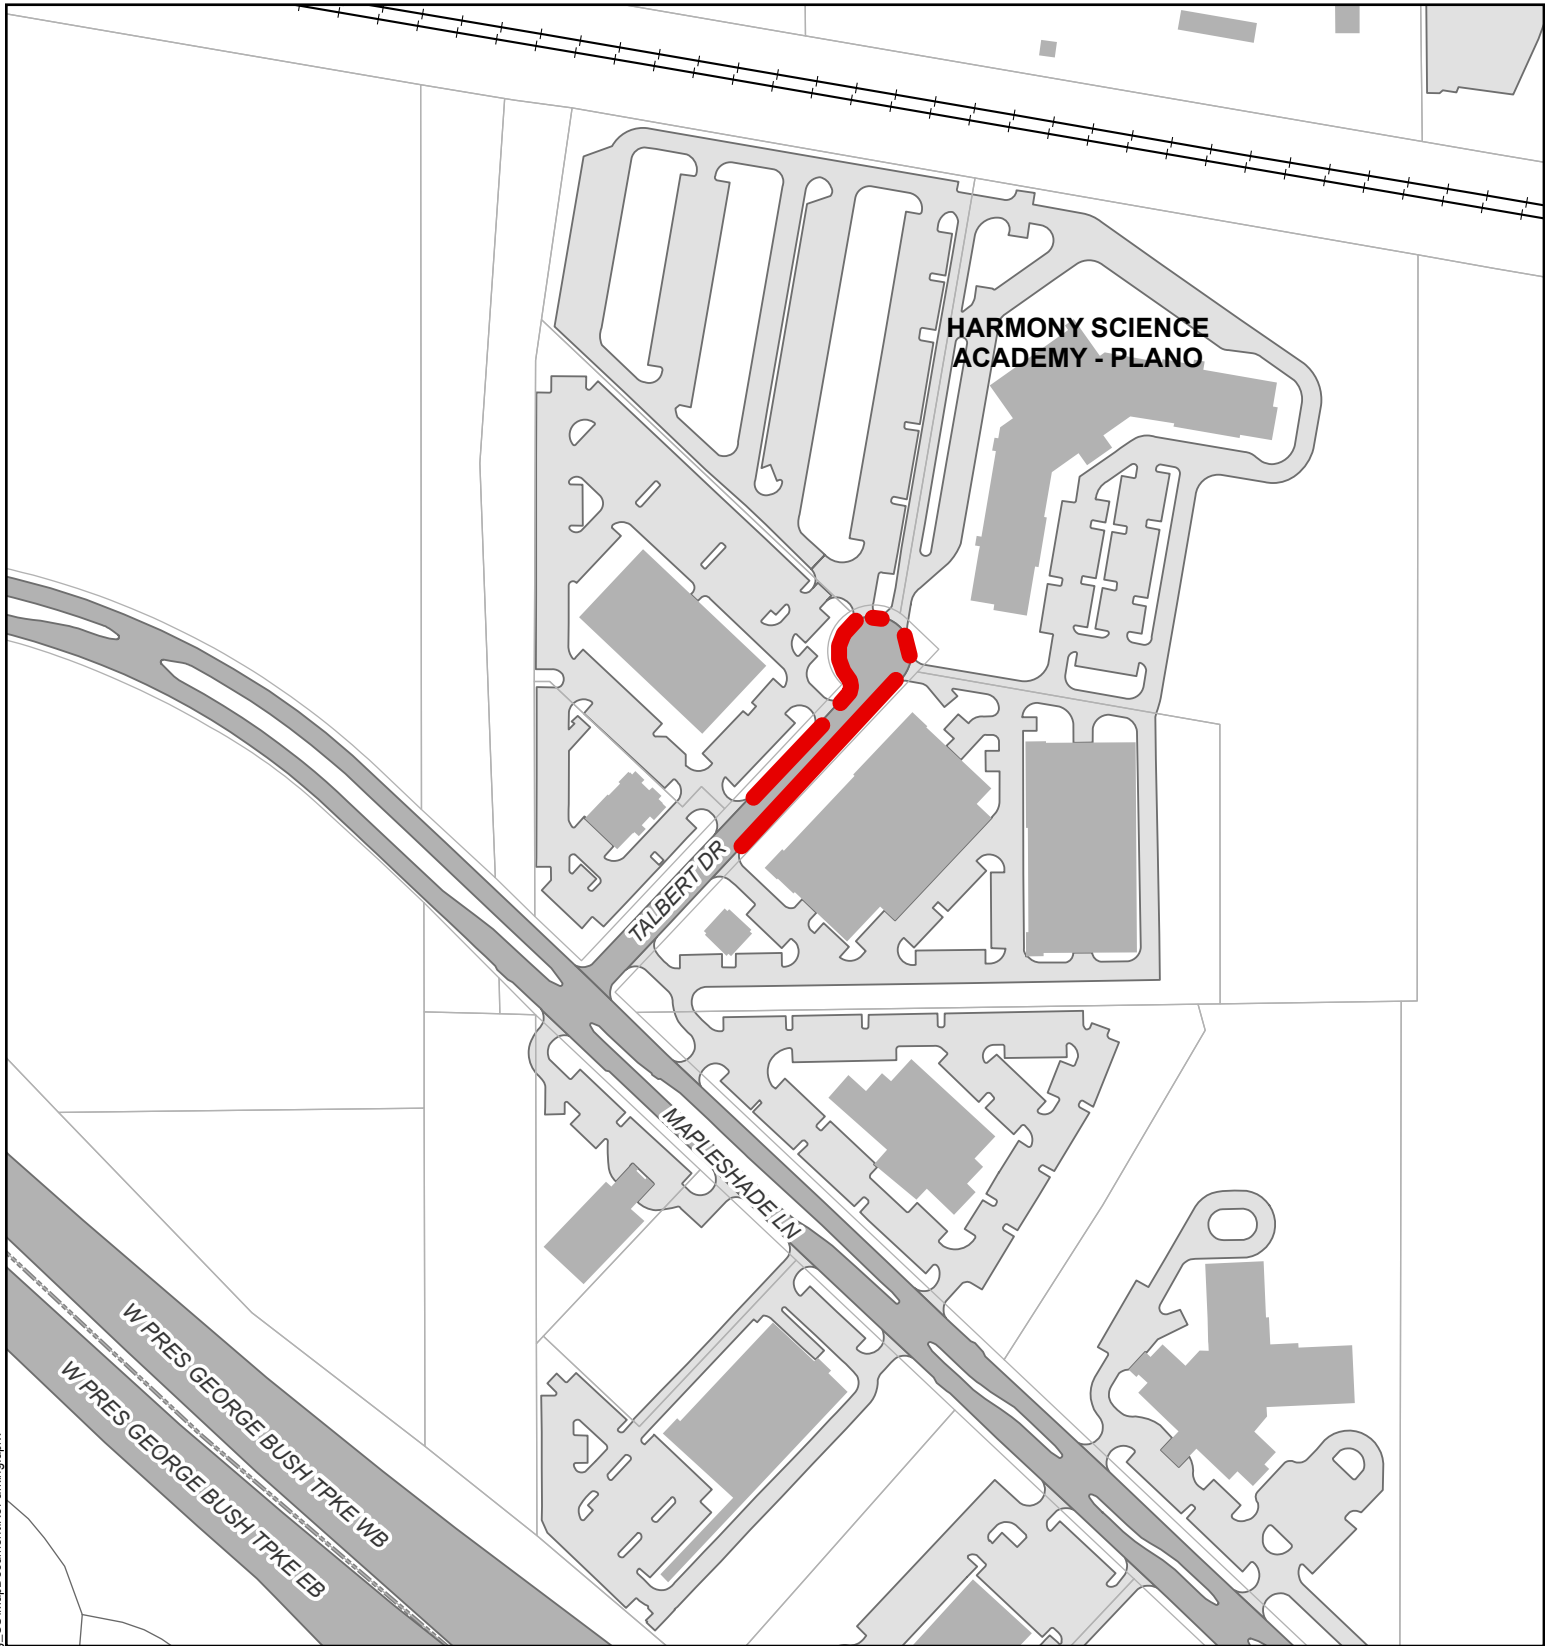 HARMONY SCIENCE
ACADEMY - PLANO
TALBERT DR
MAPLESHADE LN
W PRES GEORGE BUSH TPKE WB
W PRES GEORGE BUSH TPKE EB